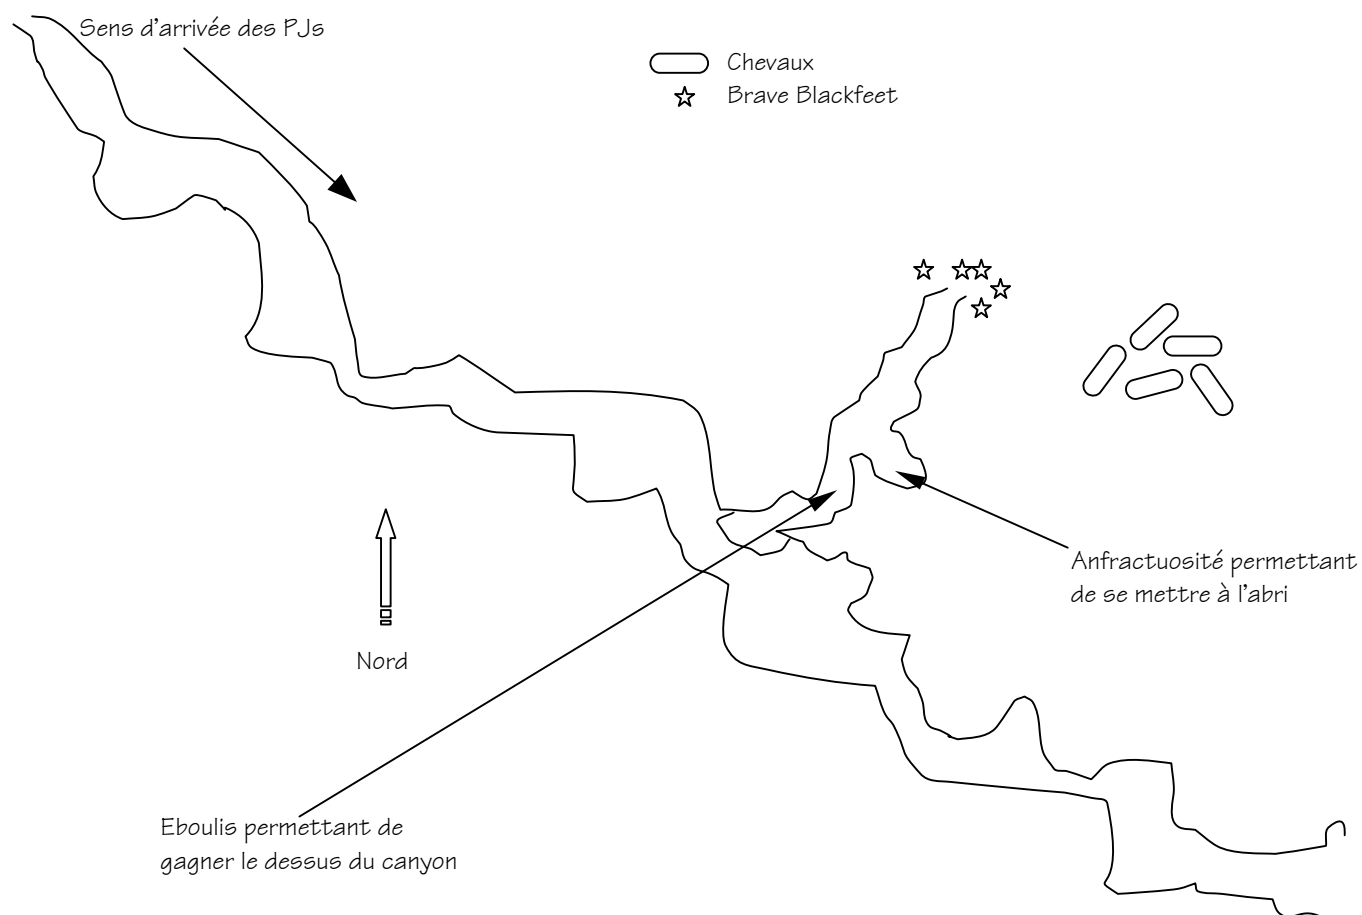 Sens d'arrivée des PJs
Chevaux
Brave Blackfeet
Anfractuosité permettant
de se mettre à l'abri
Nord
Eboulis permettant de
gagner le dessus du canyon